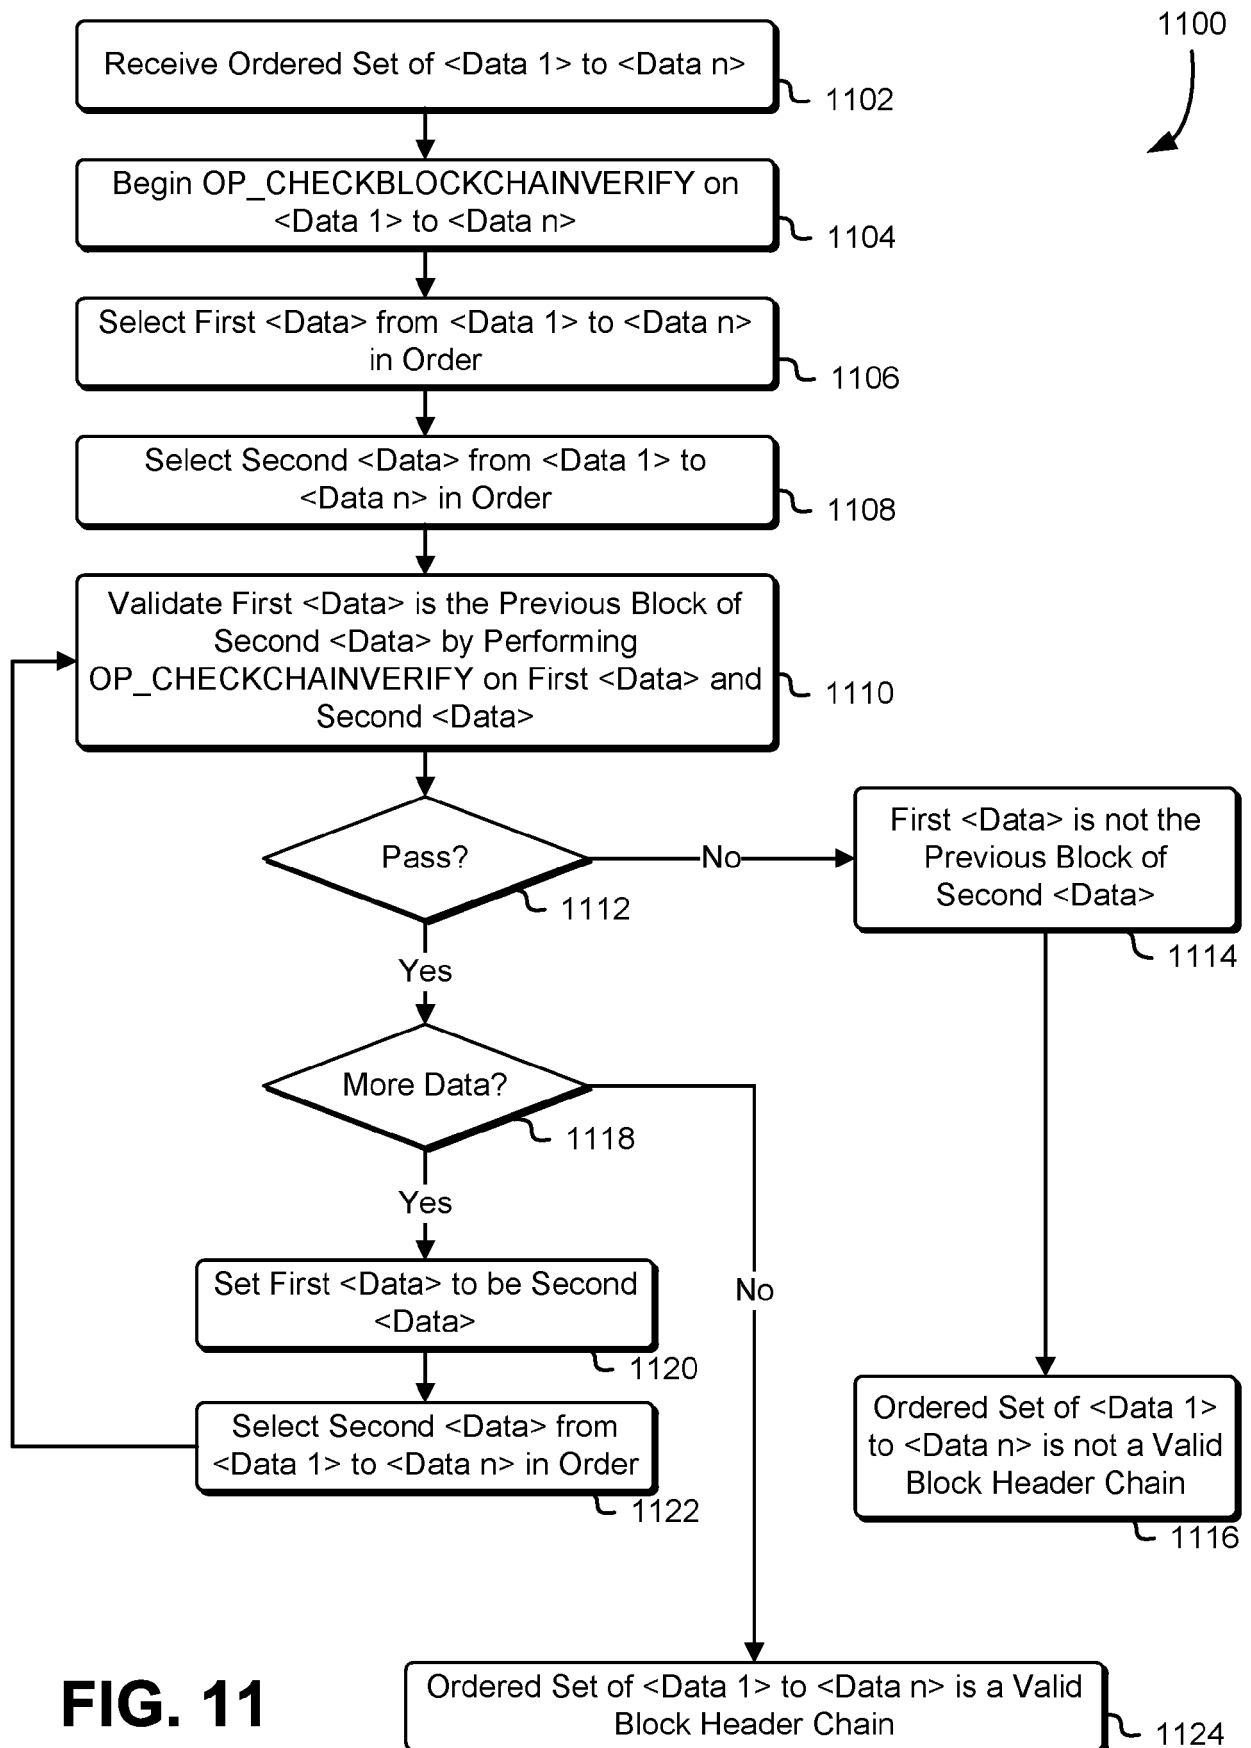 1100
Receive Ordered Set of <Data 1> to <Data n>
1102
Begin OP_CHECKBLOCKCHAINVERIFY on
<Data 1> to <Data n>
1104
Select First <Data> from <Data 1> to <Data n>
in Order
1106
Select Second <Data> from <Data 1> to
<Data n> in Order
1108
Validate First <Data> is the Previous Block of
Second <Data> by Performing
OP_CHECKCHAINVERIFY on First <Data> and
Second <Data>
1110
Pass?
1112
No
First <Data> is not the
Previous Block of
Second <Data>
1114
Yes
More Data?
1118
Yes
No
Set First <Data> to be Second
<Data>
1120
Select Second <Data> from
<Data 1> to <Data n> in Order
1122
Ordered Set of <Data 1>
to <Data n> is not a Valid
Block Header Chain
1116
Ordered Set of <Data 1> to <Data n> is a Valid
Block Header Chain
1124
FIG. 11